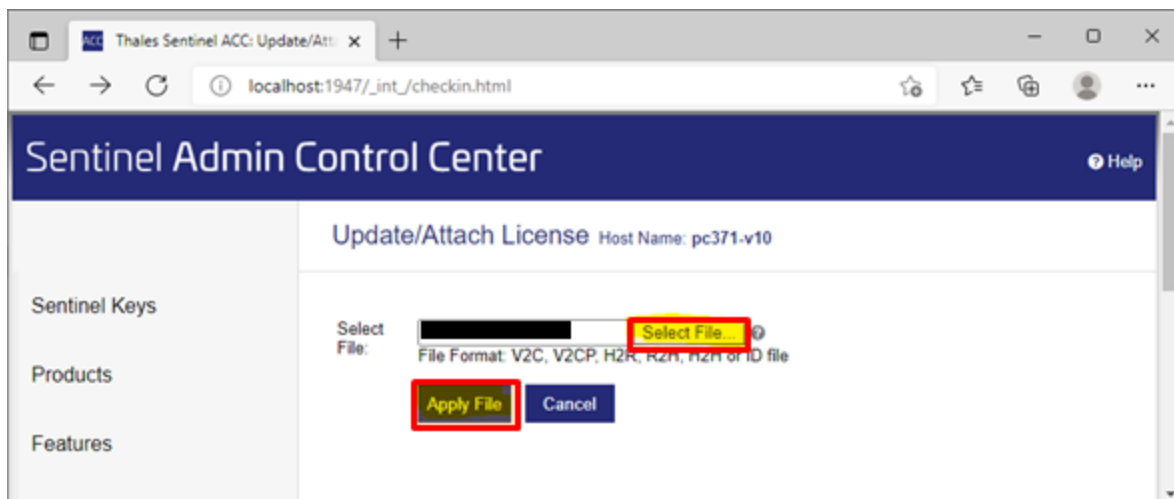 ACC Thales Sentinel ACC: Update/Att
localhost:1947/_int_/checkin.html
Sentinel Admin Control Center
Help
Update/Attach License Host Name: pc371-v10
Sentinel Keys
Products
Features
Select File:
Select File...
File Format: V2C, V2CP, H2R, R2H, H2H or ID file
Apply File
Cancel